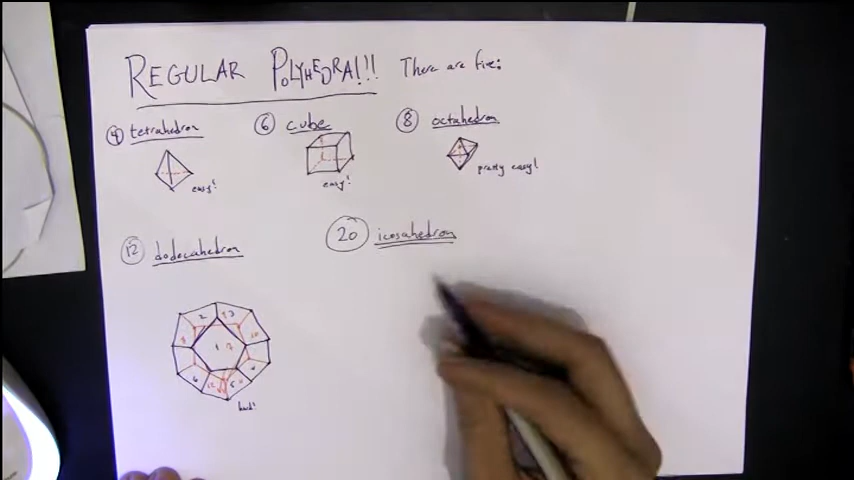 REGULAR POLYHEDRA!!! There are five:
4 tetrahedron 6 cube 8 octahedron
easy! easy! pretty easy!
12 dodecahedron 20 icosahedron
hard!